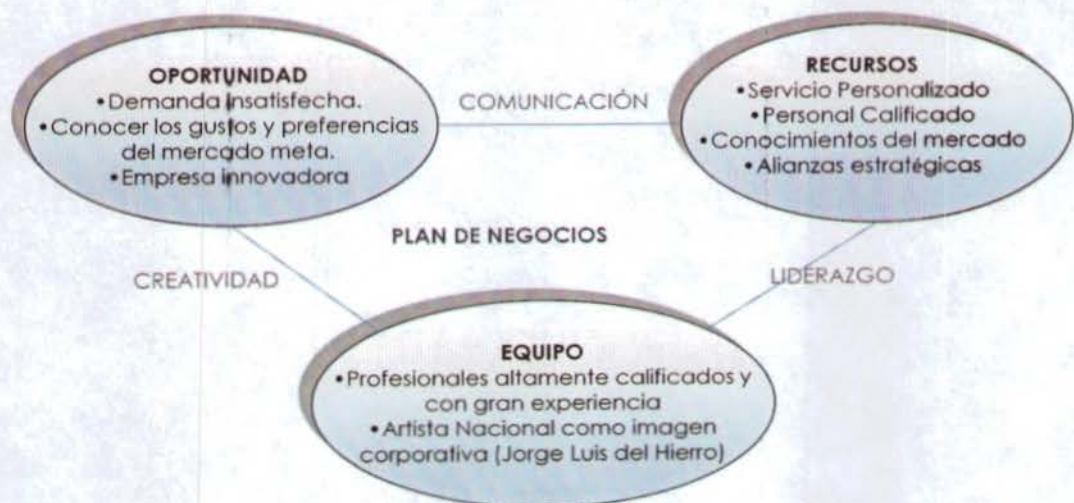 OPORTUNIDAD
•Demanda insatisfecha.
•Conocer los gustos y preferencias
del mercado meta.
•Empresa innovadora
COMUNICACIÓN
RECURSOS
•Servicio Personalizado
•Personal Calificado
•Conocimientos del mercado
•Alianzas estratégicas
PLAN DE NEGOCIOS
CREATIVIDAD
LIDERAZGO
EQUIPO
•Profesionales altamente calificados y
con gran experiencia
•Artista Nacional como imagen
corporativa (Jorge Luis del Hierro)